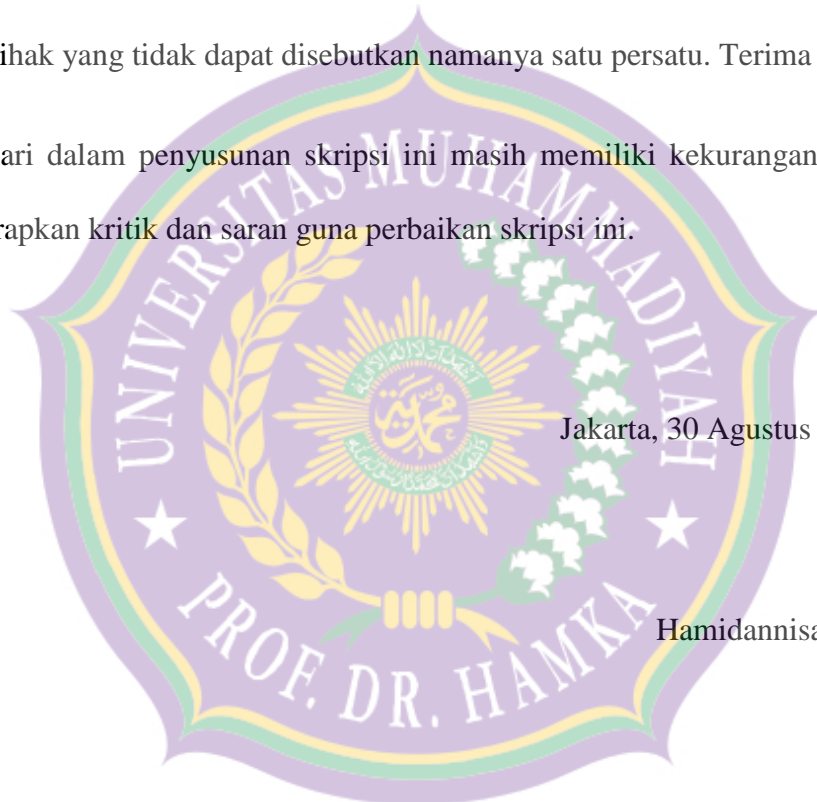 ihak yang tidak dapat disebutkan namanya satu persatu. Terima
ari dalam penyusunan skripsi ini masih memiliki kekurangan
rapkan kritik dan saran guna perbaikan skripsi ini.
UNIVERSITAS MUHAMMADIYAH
محمدية
Jakarta, 30 Agustus
Hamidannisa
PROF. DR. HAMKA